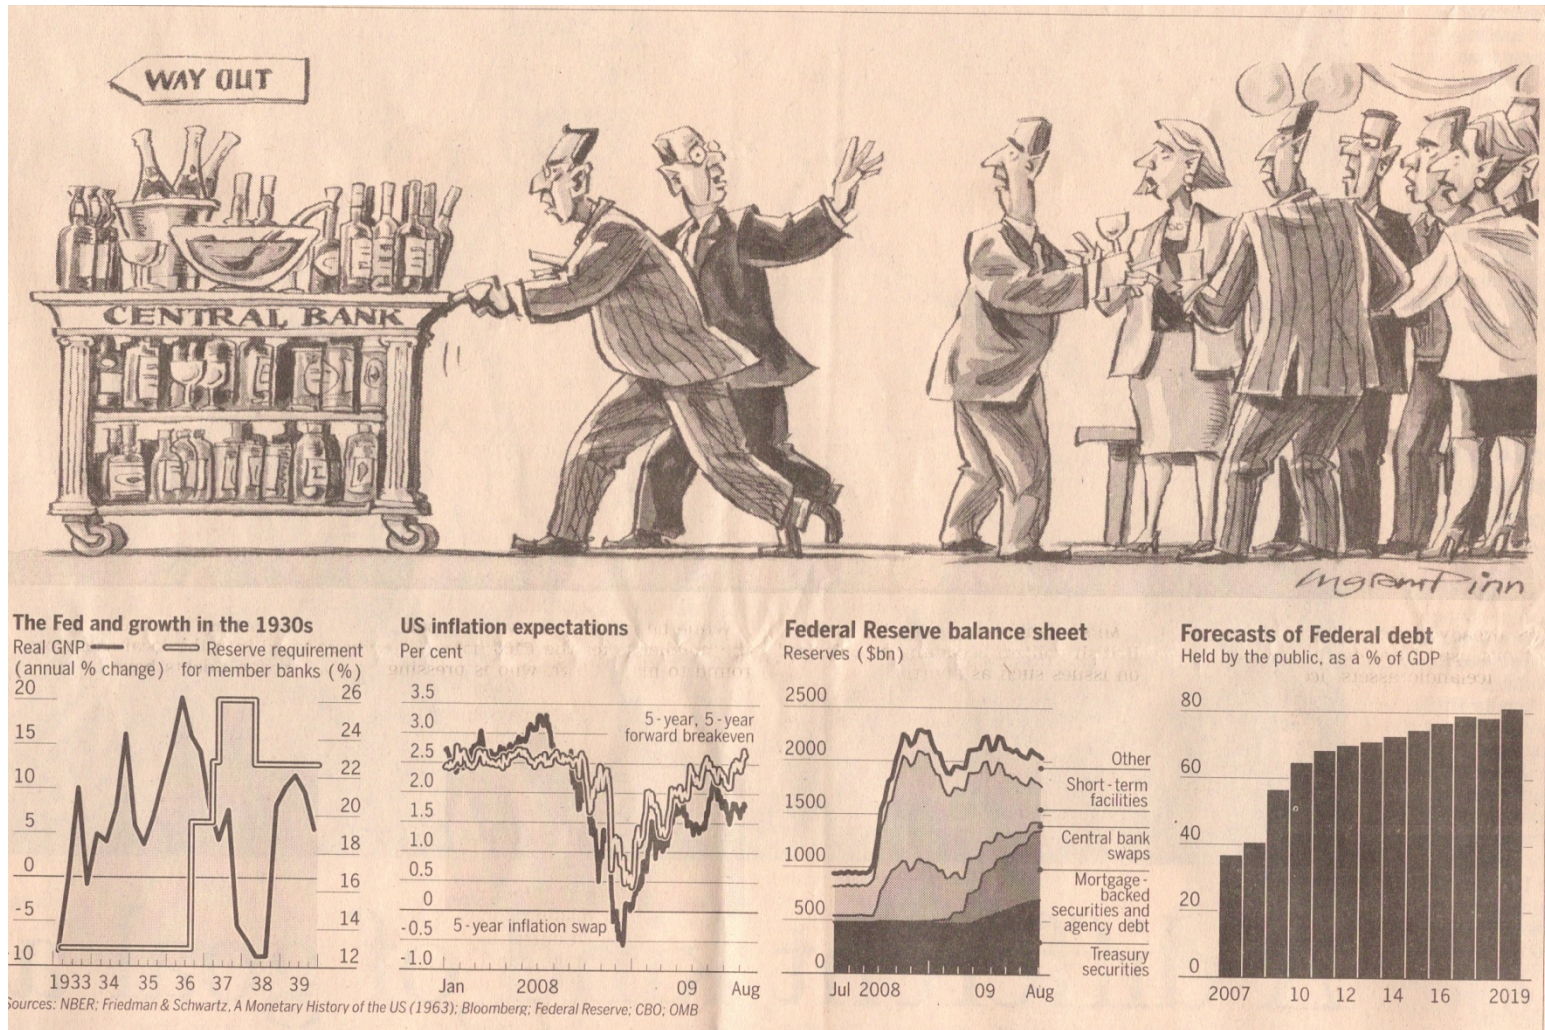 WAY OUT
CENTRAL BANK
Ingram Pinn
The Fed and growth in the 1930s
Real GNP
(annual % change)
Reserve requirement
for member banks (%)
20
15
10
5
0
-5
-10
26
24
22
20
18
16
14
12
1933 34 35 36 37 38 39
US inflation expectations
Per cent
3.5
3.0
2.5
2.0
1.5
1.0
0.5
0
-0.5
-1.0
5-year, 5-year
forward breakeven
5-year inflation swap
Jan 2008 09 Aug
Federal Reserve balance sheet
Reserves ($bn)
2500
2000
1500
1000
500
0
Other
Short-term
facilities
Central bank
swaps
Mortgage-
backed
securities and
agency debt
Treasury
securities
Jul 2008 09 Aug
Forecasts of Federal debt
Held by the public, as a % of GDP
80
60
40
20
0
2007 10 12 14 16 2019
Sources: NBER; Friedman & Schwartz, A Monetary History of the US (1963); Bloomberg; Federal Reserve; CBO; OMB